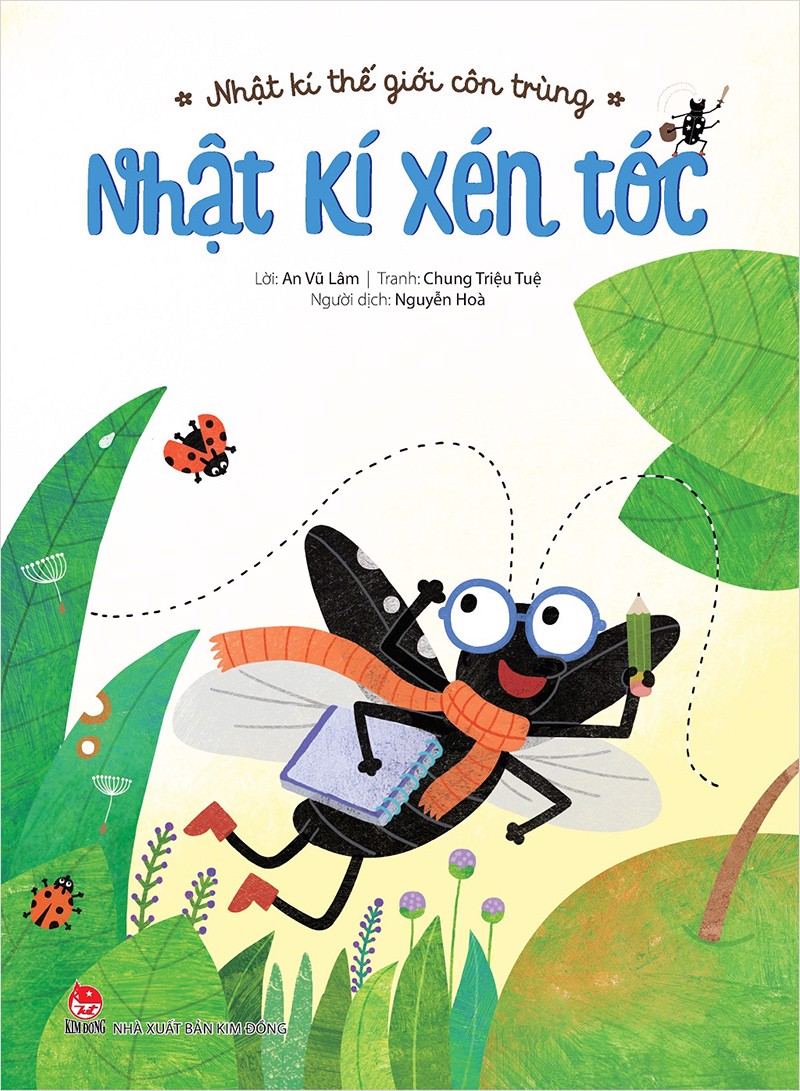 Nhật kí thế giới côn trùng
Nhật kí xén tóc
Lời: An Vũ Lâm | Tranh: Chung Triệu Tuệ
Người dịch: Nguyễn Hoà
KIM ĐỒNG
NHÀ XUẤT BẢN KIM ĐỒNG